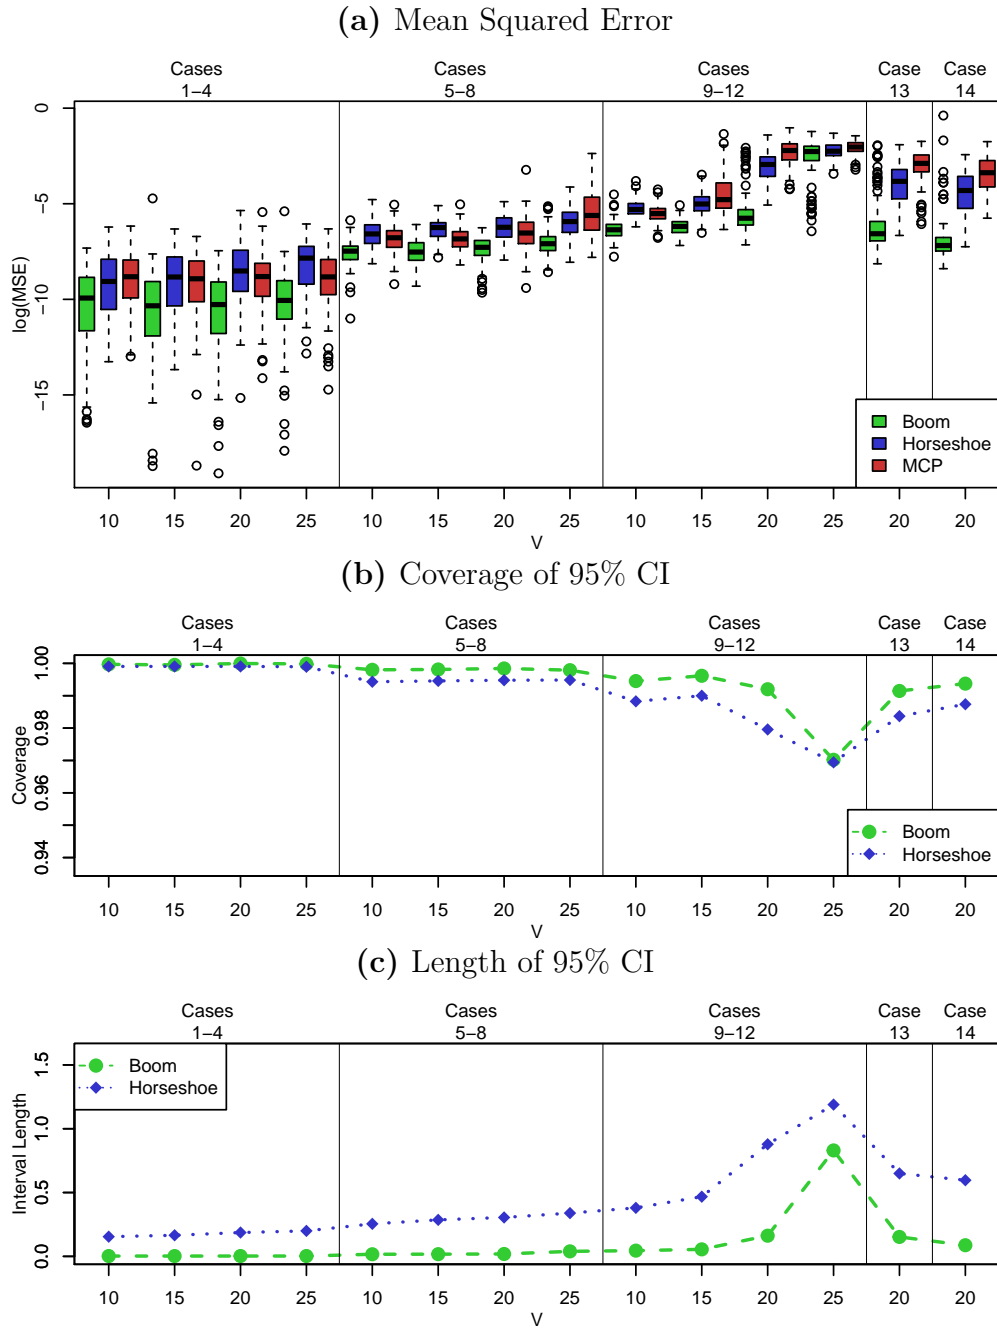 (a) Mean Squared Error
Cases Cases Cases Case Case
1−4 5−8 9−12 13 14
0
−5
−10
−15
log(MSE)
Boom
Horseshoe
MCP
10 15 20 25 10 15 20 25 10 15 20 25 20 20
V
(b) Coverage of 95% CI
Cases Cases Cases Case Case
1−4 5−8 9−12 13 14
1.00
0.98
0.96
0.94
Coverage
Boom
Horseshoe
10 15 20 25 10 15 20 25 10 15 20 25 20 20
V
(c) Length of 95% CI
Cases Cases Cases Case Case
1−4 5−8 9−12 13 14
1.5
1.0
0.5
0.0
Interval Length
Boom
Horseshoe
10 15 20 25 10 15 20 25 10 15 20 25 20 20
V